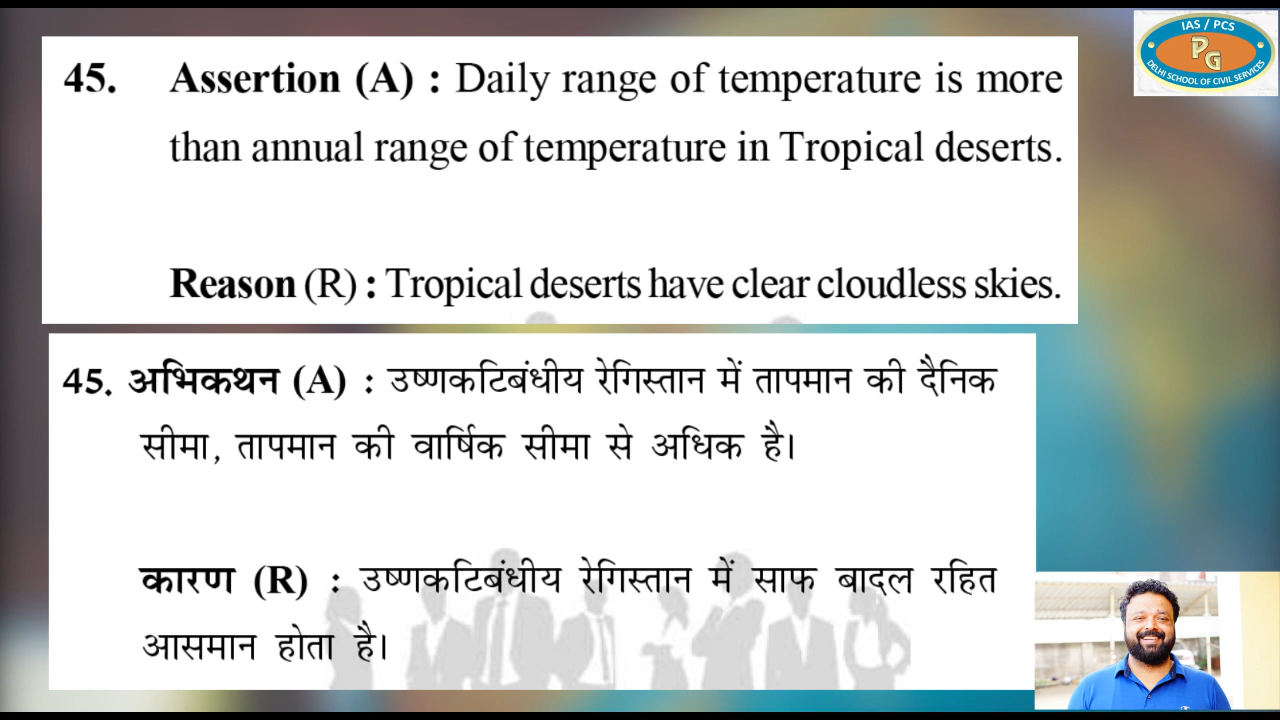 IAS / PCS
PG
DELHI SCHOOL OF CIVIL SERVICES
45. Assertion (A) : Daily range of temperature is more
than annual range of temperature in Tropical deserts.
Reason (R) : Tropical deserts have clear cloudless skies.
45. अभिकथन (A) : उष्णकटिबंधीय रेगिस्तान में तापमान की दैनिक
सीमा, तापमान की वार्षिक सीमा से अधिक है।
कारण (R) : उष्णकटिबंधीय रेगिस्तान में साफ बादल रहित
आसमान होता है।